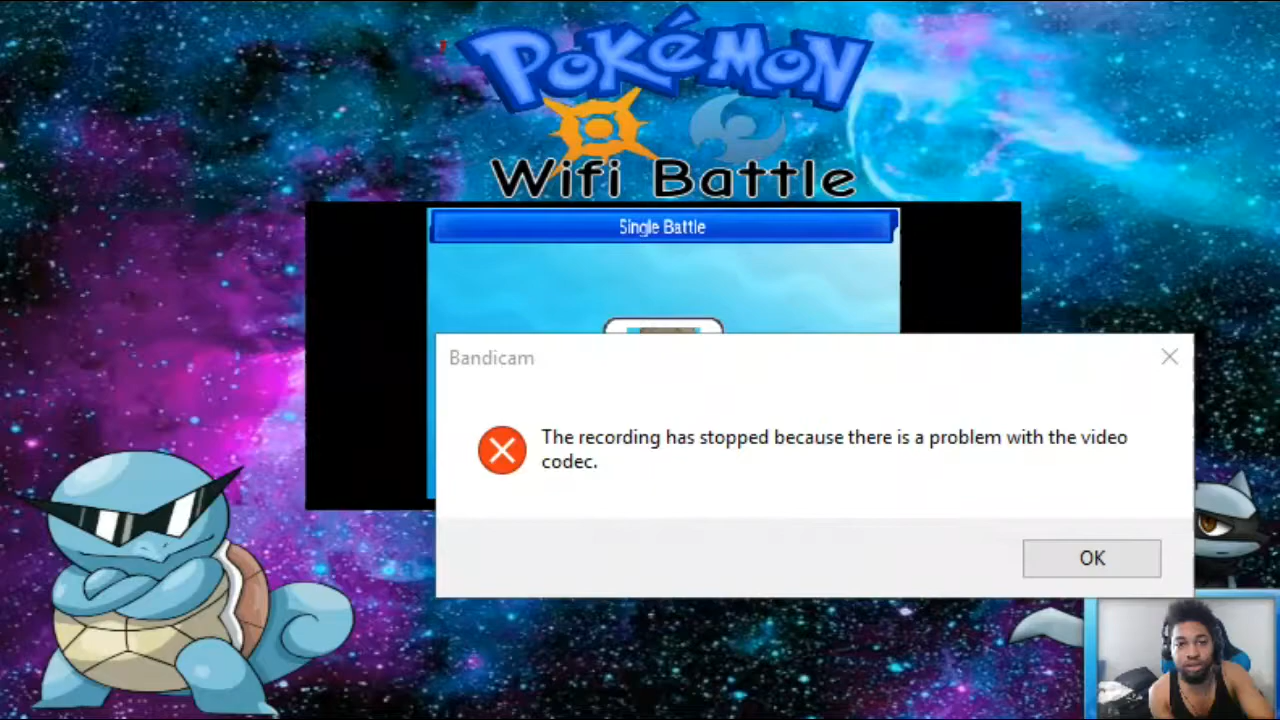 POKéMON
Wifi Battle
Single Battle
Bandicam
The recording has stopped because there is a problem with the video
codec.
OK